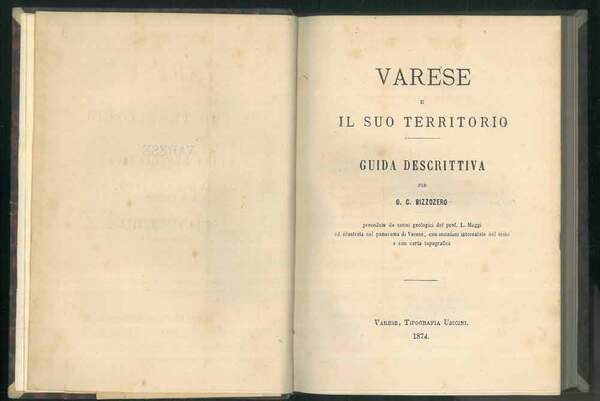 VARESE
E
IL SUO TERRITORIO
GUIDA DESCRITTIVA
PER
G. C. BIZZOZERO
preceduta da cenni geologici del prof. L. Maggi
ed illustrata col panorama di Varese, con incisioni intercalate nel testo
e con carta topografica
VARESE, TIPOGRAFIA UBICINI.
1874.